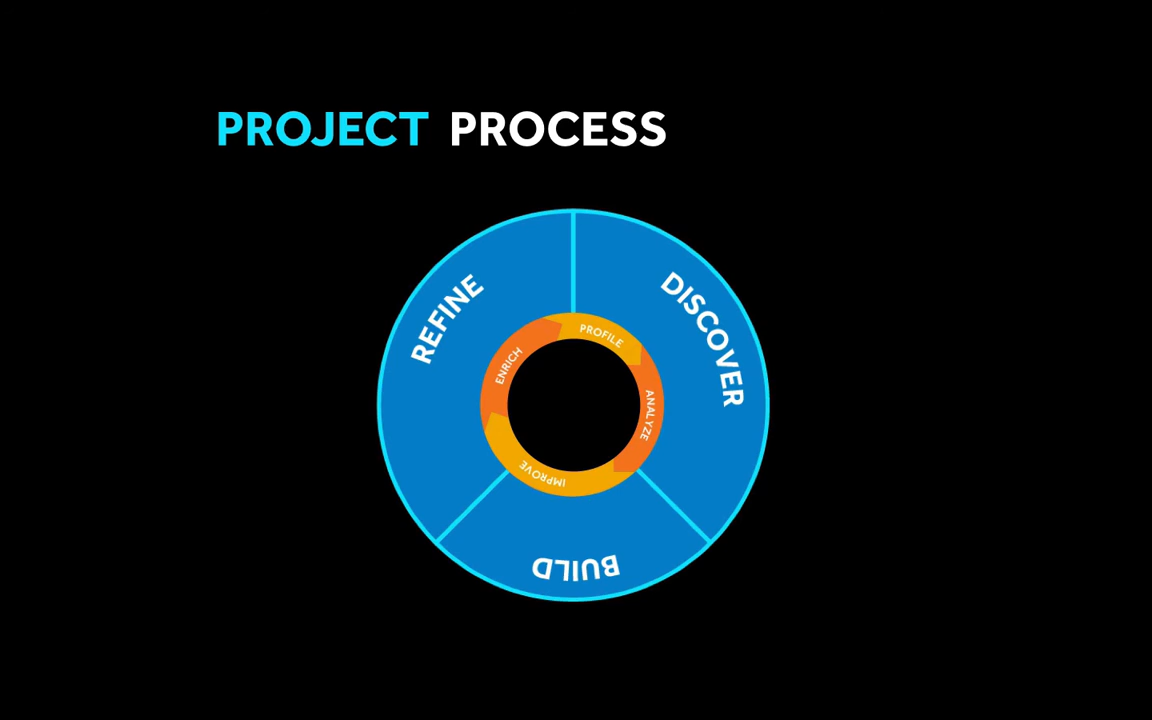 PROJECT PROCESS
DISCOVER
BUILD
REFINE
PROFILE
ANALYZE
IMPROVE
ENRICH